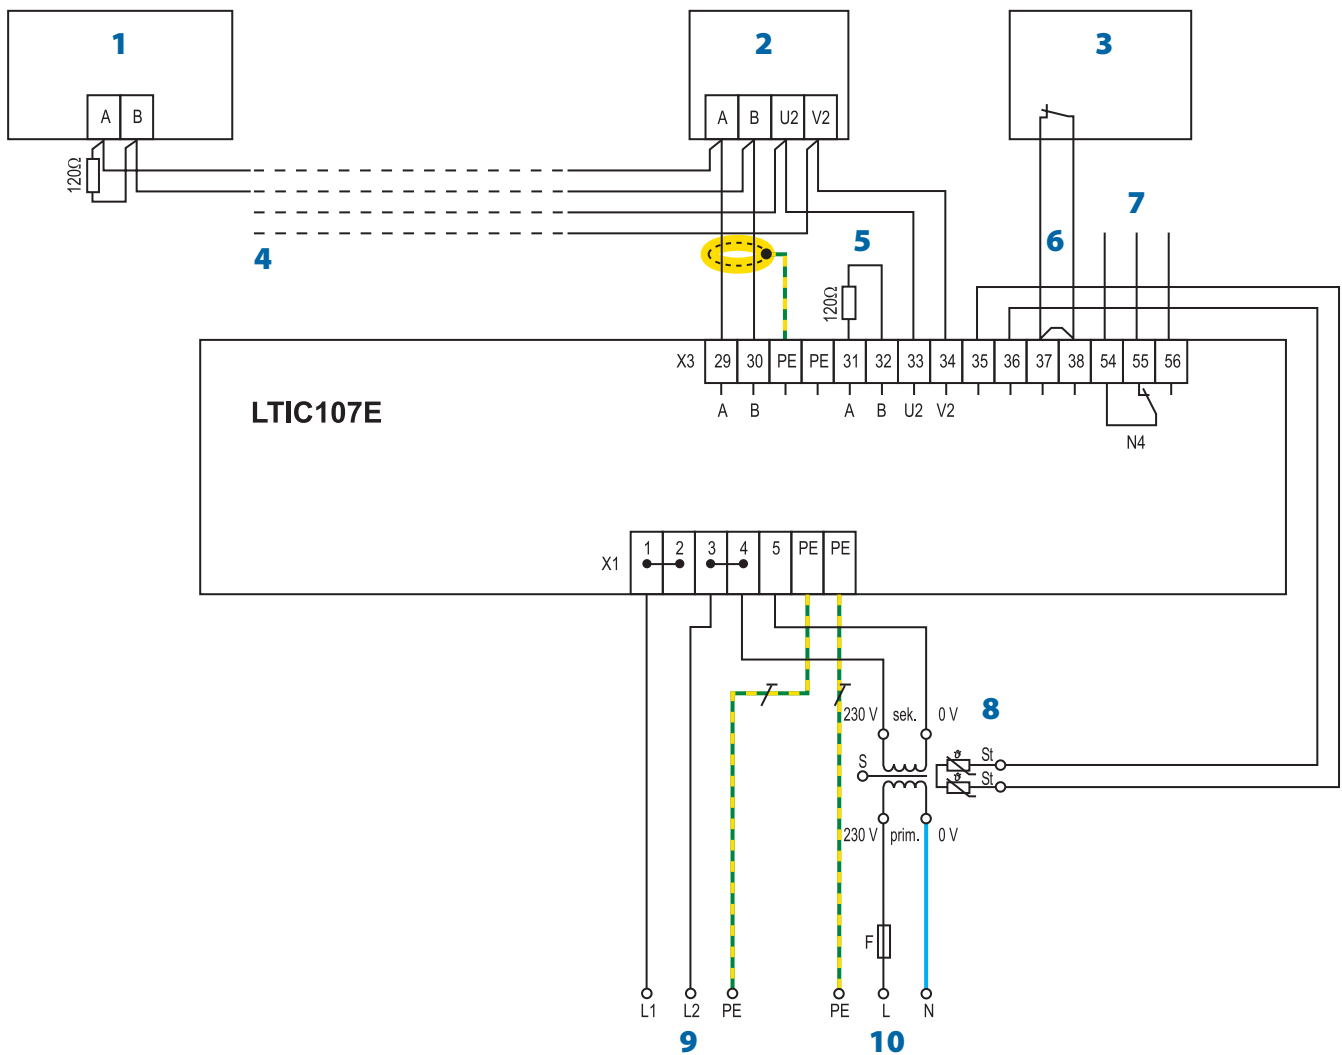 1
2
3
A B
A B U2 V2
120Ω
7
4
5
6
120Ω
X3 29 30 PE PE 31 32 33 34 35 36 37 38 54 55 56
A B A B U2 V2
N4
LTIC107E
X1 1 2 3 4 5 PE PE
230 V sek. 0 V
8
S
ϑ St
ϑ St
230 V prim. 0 V
F
L1 L2 PE PE L N
9 10